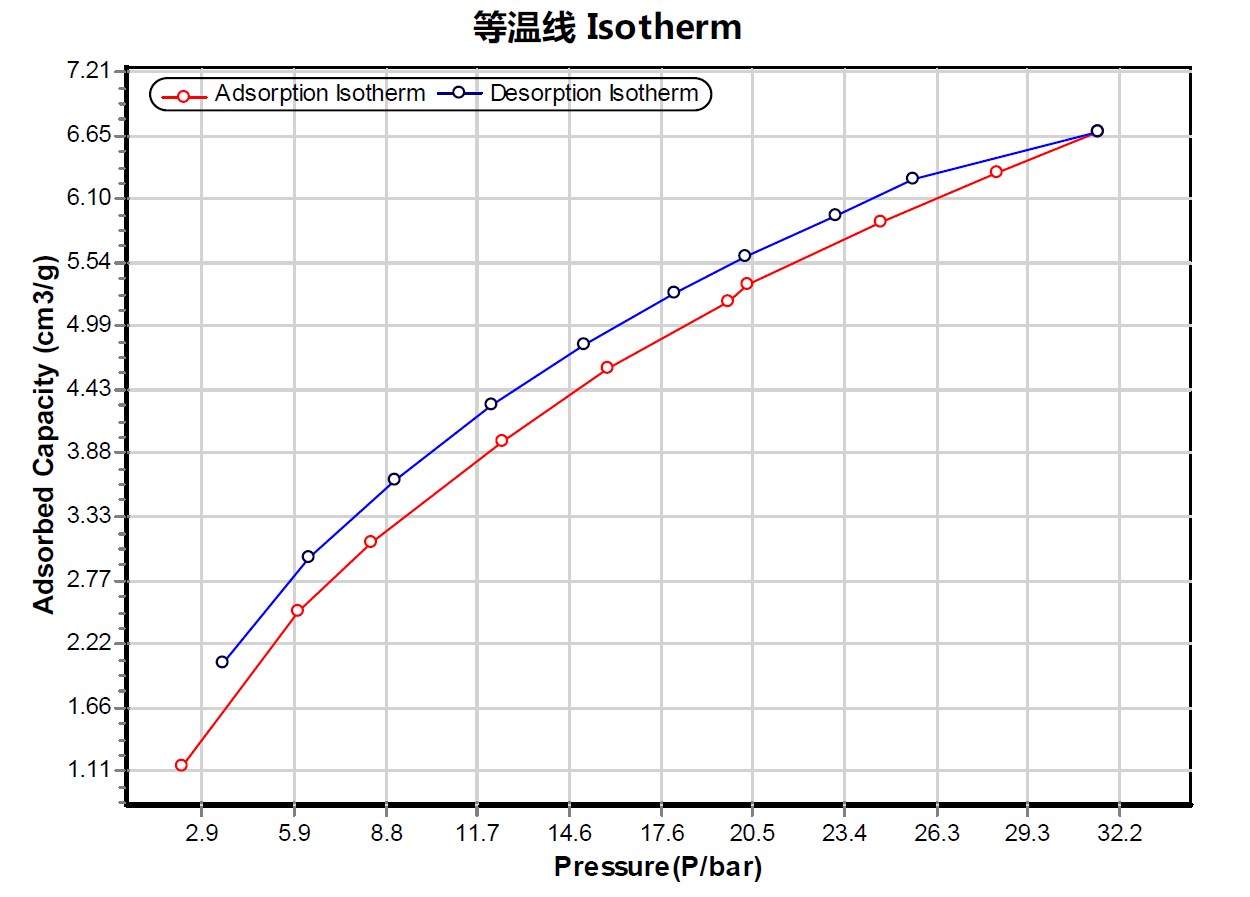 等温线 Isotherm
Adsorption Isotherm Desorption Isotherm
7.21
6.65
6.10
5.54
4.99
4.43
3.88
3.33
2.77
2.22
1.66
1.11
Adsorbed Capacity (cm3/g)
2.9 5.9 8.8 11.7 14.6 17.6 20.5 23.4 26.3 29.3 32.2
Pressure(P/bar)